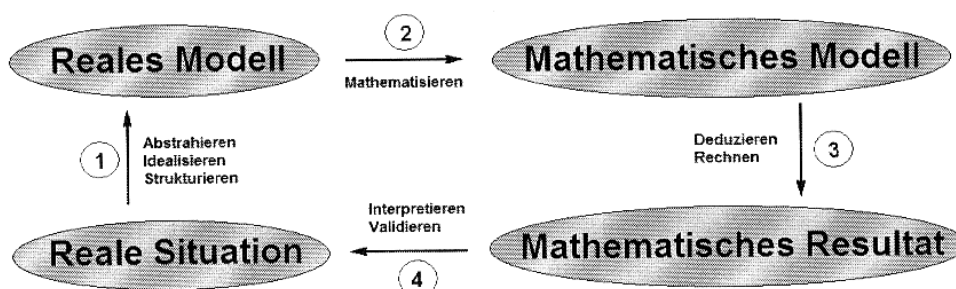 Reales Modell
2
Mathematisieren
Mathematisches Modell
1
Abstrahieren
Idealisieren
Strukturieren
Deduzieren
Rechnen
3
Reale Situation
Interpretieren
Validieren
4
Mathematisches Resultat